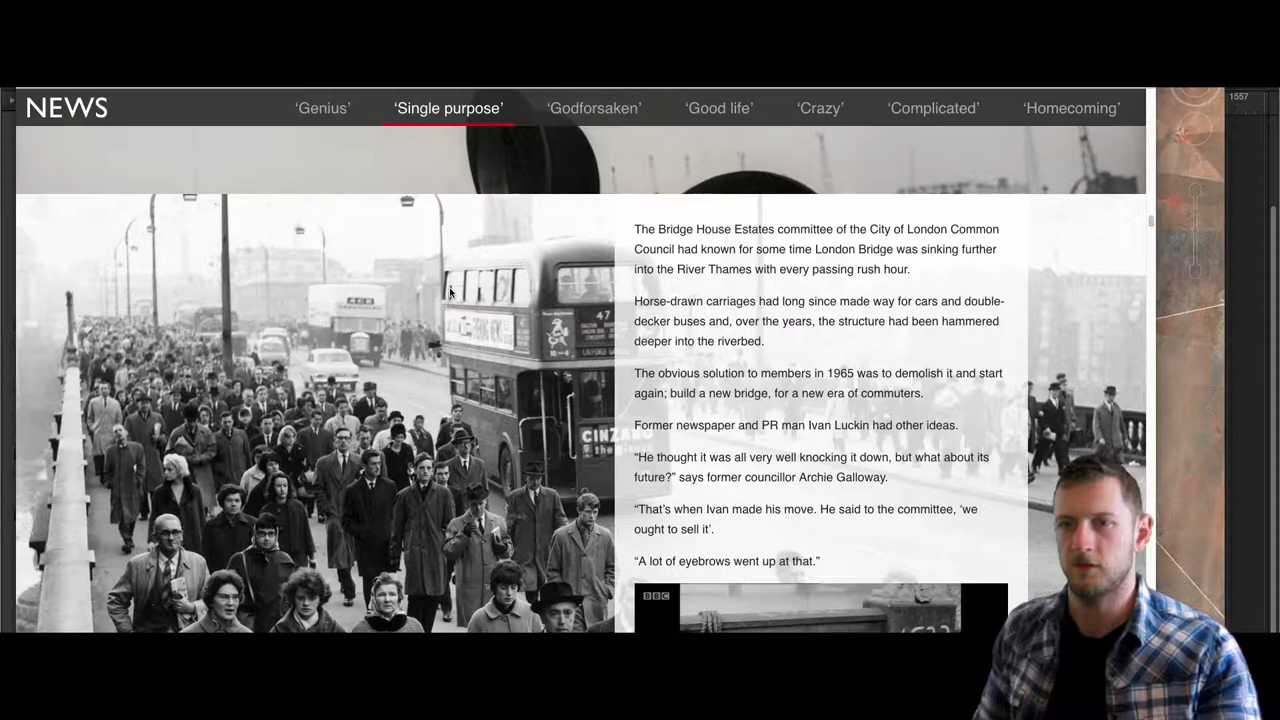 1557
NEWS
‘Genius’ ‘Single purpose’ ‘Godforsaken’ ‘Good life’ ‘Crazy’ ‘Complicated’ ‘Homecoming’
The Bridge House Estates committee of the City of London Common
Council had known for some time London Bridge was sinking further
into the River Thames with every passing rush hour.
Horse-drawn carriages had long since made way for cars and double-
decker buses and, over the years, the structure had been hammered
deeper into the riverbed.
The obvious solution to members in 1965 was to demolish it and start
again; build a new bridge, for a new era of commuters.
Former newspaper and PR man Ivan Luckin had other ideas.
“He thought it was all very well knocking it down, but what about its
future?” says former councillor Archie Galloway.
“That’s when Ivan made his move. He said to the committee, ‘we
ought to sell it’.
“A lot of eyebrows went up at that.”
BBC
47
CINZANO